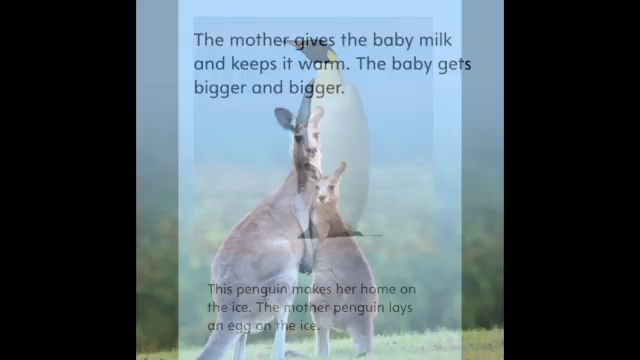 The mother gives the baby milk
and keeps it warm. The baby gets
bigger and bigger.
This penguin makes her home on
the ice. The mother penguin lays
an egg on the ice.